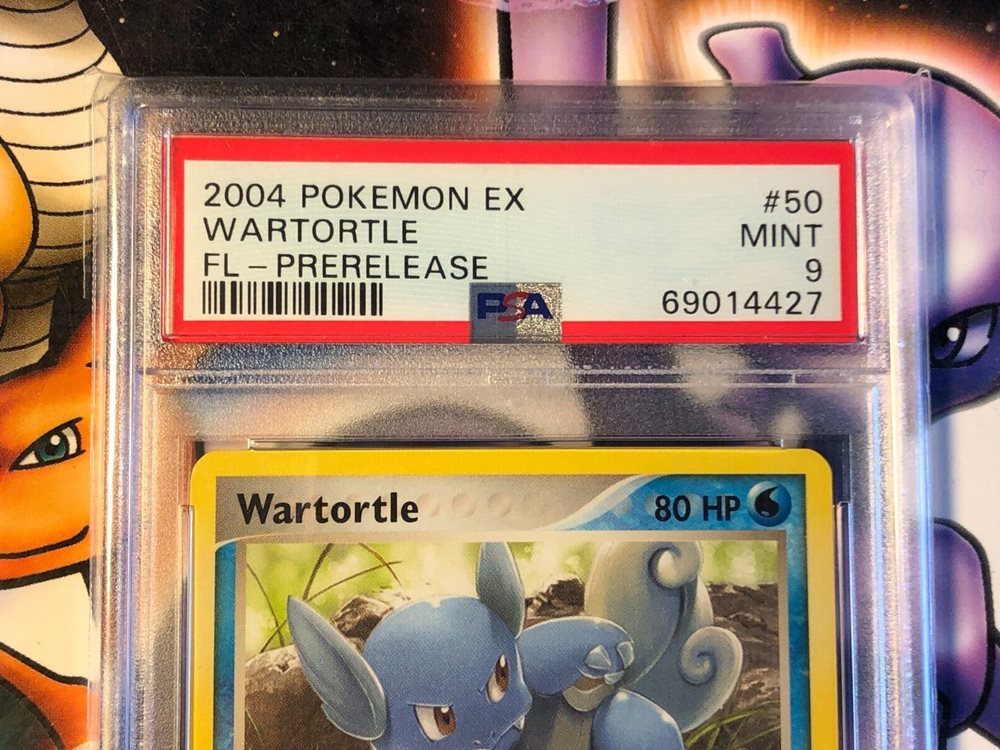 2004 POKEMON EX #50
WARTORTLE MINT
FL – PRERELEASE 9
PSA 69014427
Wartortle 80 HP